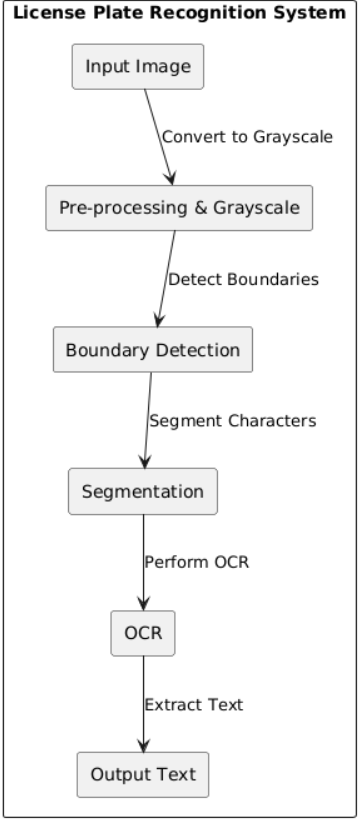 License Plate Recognition System
Input Image
Convert to Grayscale
Pre-processing & Grayscale
Detect Boundaries
Boundary Detection
Segment Characters
Segmentation
Perform OCR
OCR
Extract Text
Output Text